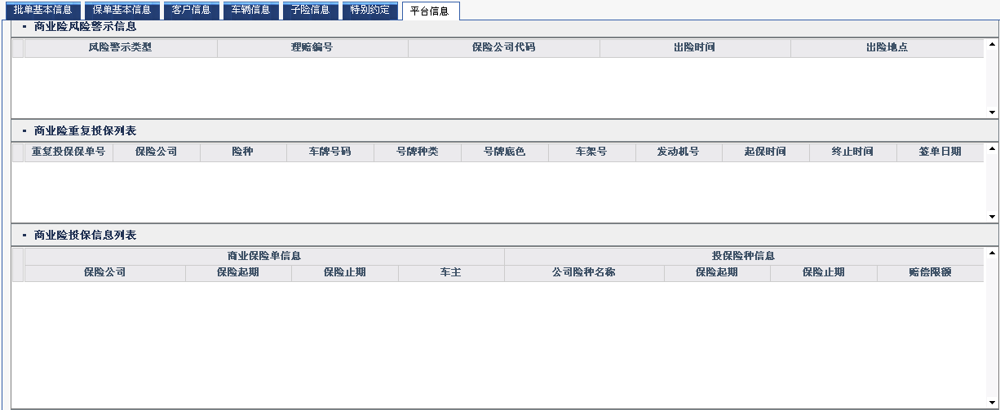 批单基本信息 保单基本信息 客户信息 车辆信息 子险信息 特别约定 平台信息
商业险风险警示信息
风险警示类型 理赔编号 保险公司代码 出险时间 出险地点
商业险重复投保列表
重复投保保单号 保险公司 险种 车牌号码 号牌种类 号牌底色 车架号 发动机号 起保时间 终止时间 签单日期
商业险投保信息列表
商业保险单信息 投保险种信息
保险公司 保险起期 保险止期 车主 公司险种名称 保险起期 保险止期 赔偿限额